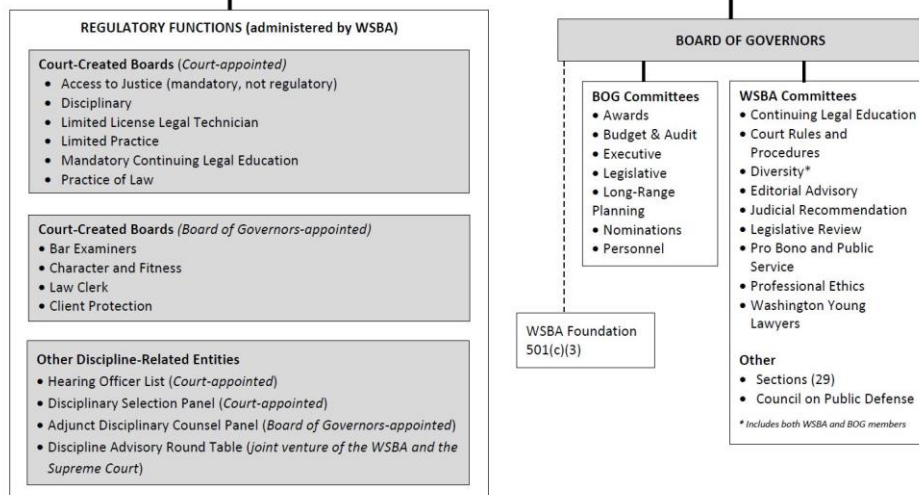 REGULATORY FUNCTIONS (administered by WSBA)
Court-Created Boards (Court-appointed)
• Access to Justice (mandatory, not regulatory)
• Disciplinary
• Limited License Legal Technician
• Limited Practice
• Mandatory Continuing Legal Education
• Practice of Law
Court-Created Boards (Board of Governors-appointed)
• Bar Examiners
• Character and Fitness
• Law Clerk
• Client Protection
Other Discipline-Related Entities
• Hearing Officer List (Court-appointed)
• Disciplinary Selection Panel (Court-appointed)
• Adjunct Disciplinary Counsel Panel (Board of Governors-appointed)
• Discipline Advisory Round Table (joint venture of the WSBA and the
Supreme Court)
BOARD OF GOVERNORS
BOG Committees
• Awards
• Budget & Audit
• Executive
• Legislative
• Long-Range
Planning
• Nominations
• Personnel
WSBA Foundation
501(c)(3)
WSBA Committees
• Continuing Legal Education
• Court Rules and
Procedures
• Diversity*
• Editorial Advisory
• Judicial Recommendation
• Legislative Review
• Pro Bono and Public
Service
• Professional Ethics
• Washington Young
Lawyers
Other
• Sections (29)
• Council on Public Defense
* Includes both WSBA and BOG members